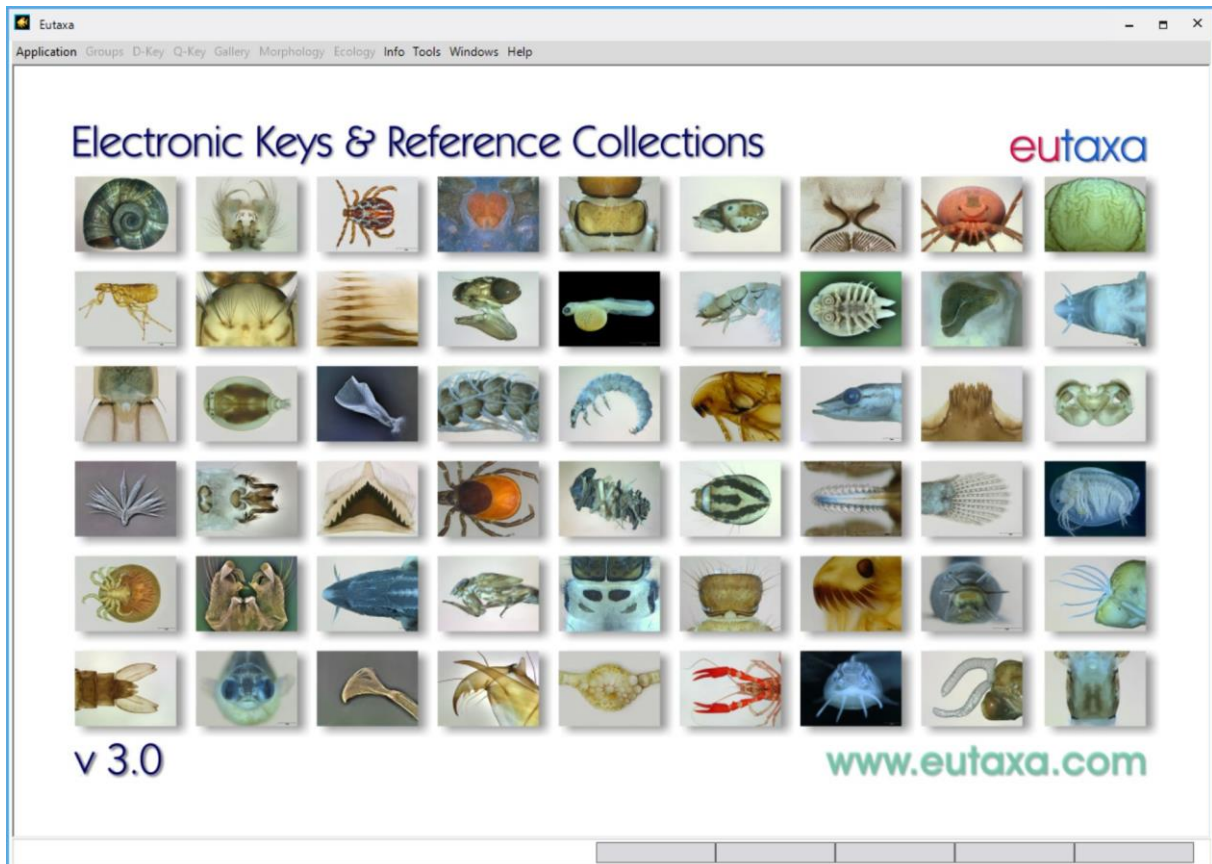 Eutaxa
Application Groups D-Key Q-Key Gallery Morphology Ecology Info Tools Windows Help
Electronic Keys & Reference Collections
eutaxa
v 3.0
www.eutaxa.com